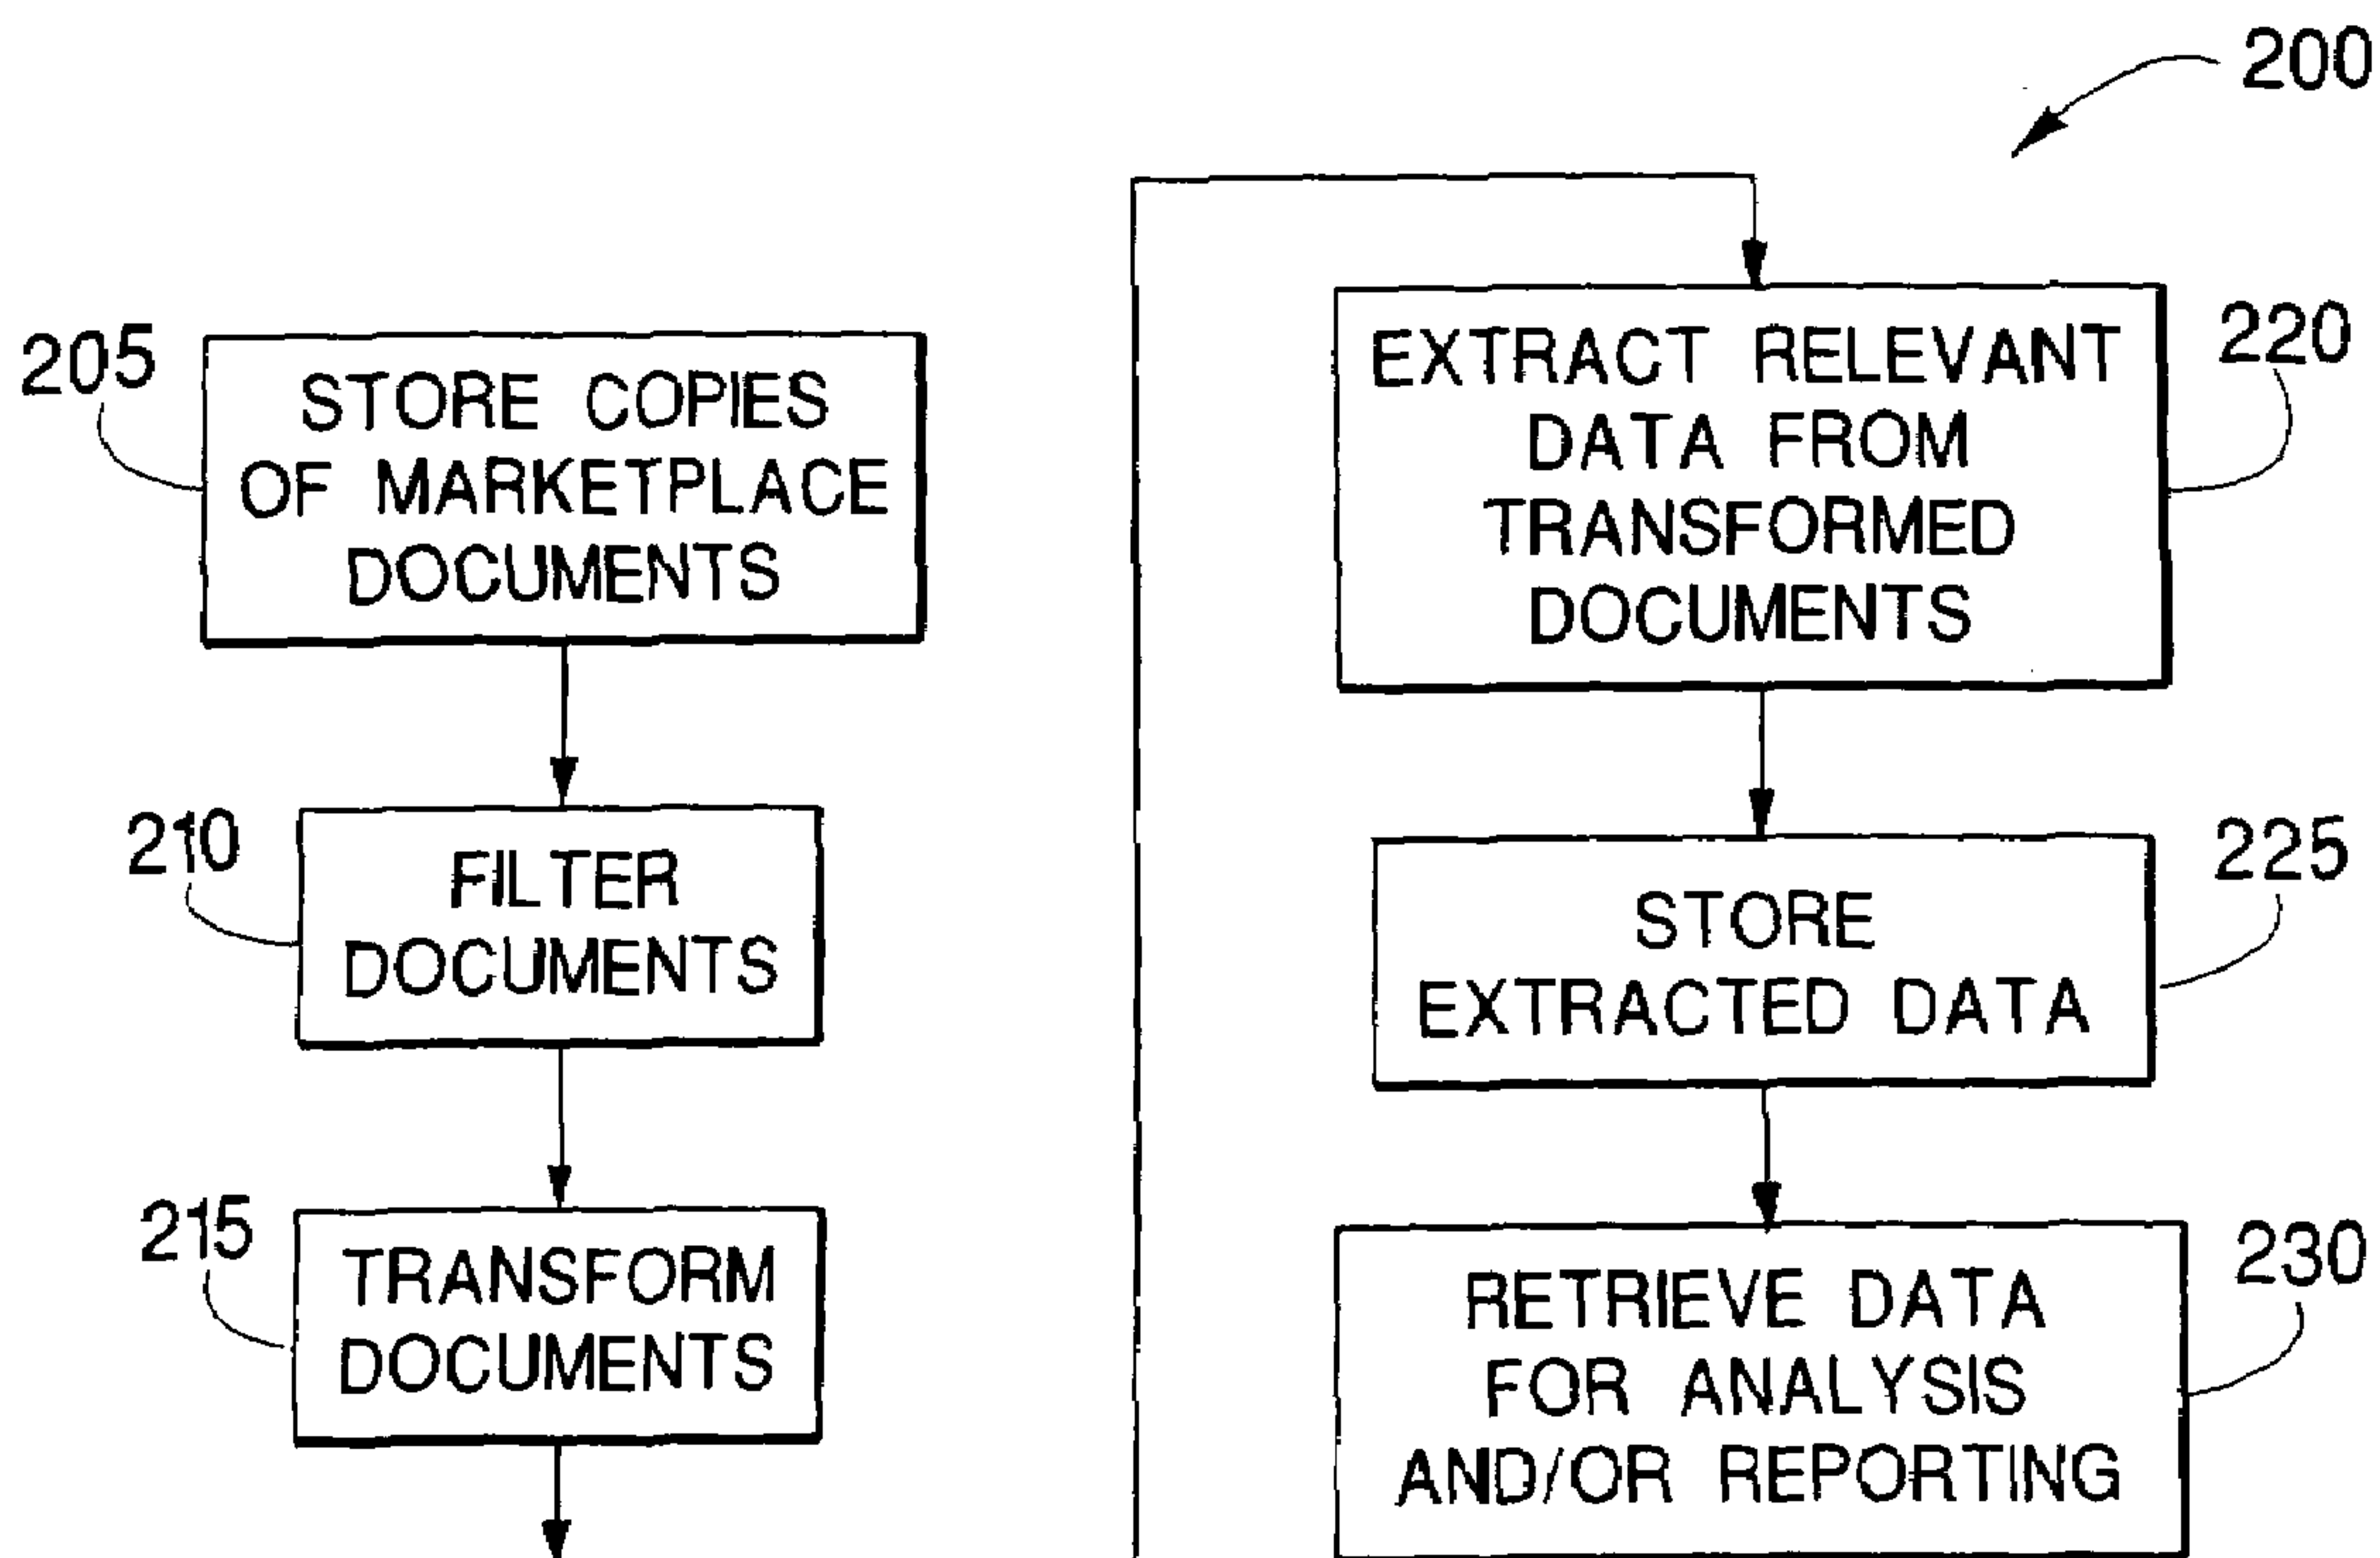 200
205
STORE COPIES
OF MARKETPLACE
DOCUMENTS
210
FILTER
DOCUMENTS
215
TRANSFORM
DOCUMENTS
220
EXTRACT RELEVANT
DATA FROM
TRANSFORMED
DOCUMENTS
225
STORE
EXTRACTED DATA
230
RETRIEVE DATA
FOR ANALYSIS
AND/OR REPORTING